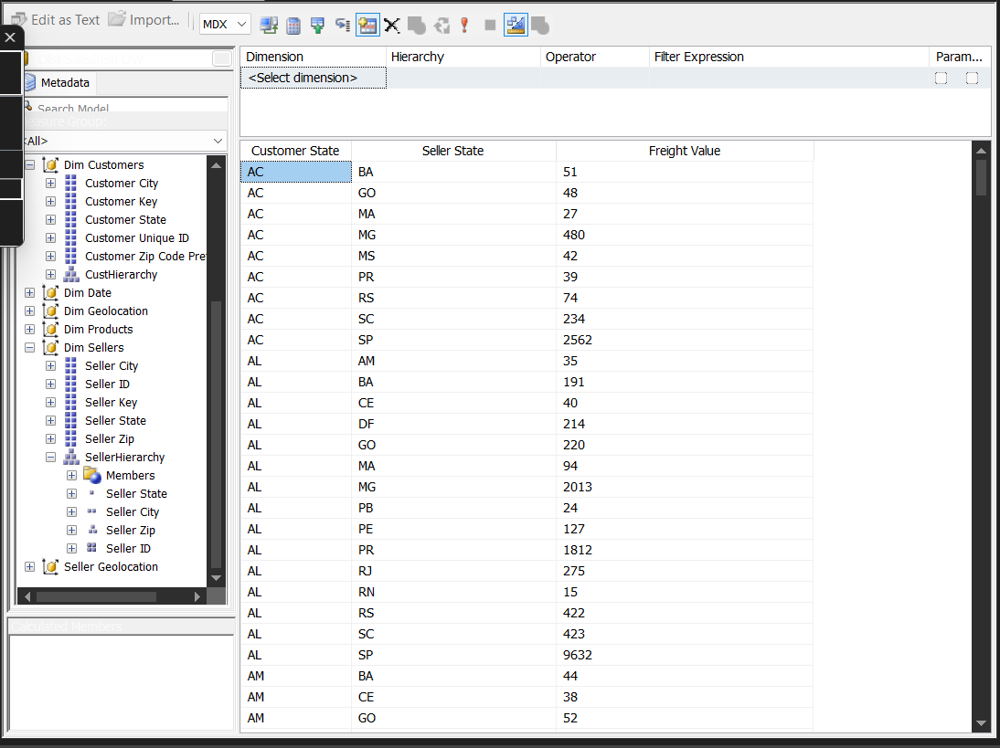 Edit as Text Import... MDX
Dimension Hierarchy Operator Filter Expression Param...
<Select dimension>
Metadata
Search Model
Measure Group:
<All>
Dim Customers
Customer City
Customer Key
Customer State
Customer Unique ID
Customer Zip Code Pre
CustHierarchy
Dim Date
Dim Geolocation
Dim Products
Dim Sellers
Seller City
Seller ID
Seller Key
Seller State
Seller Zip
SellerHierarchy
Members
Seller State
Seller City
Seller Zip
Seller ID
Seller Geolocation
Calculated Members
Customer State Seller State Freight Value
AC BA 51
AC GO 48
AC MA 27
AC MG 480
AC MS 42
AC PR 39
AC RS 74
AC SC 234
AC SP 2562
AL AM 35
AL BA 191
AL CE 40
AL DF 214
AL GO 220
AL MA 94
AL MG 2013
AL PB 24
AL PE 127
AL PR 1812
AL RJ 275
AL RN 15
AL RS 422
AL SC 423
AL SP 9632
AM BA 44
AM CE 38
AM GO 52